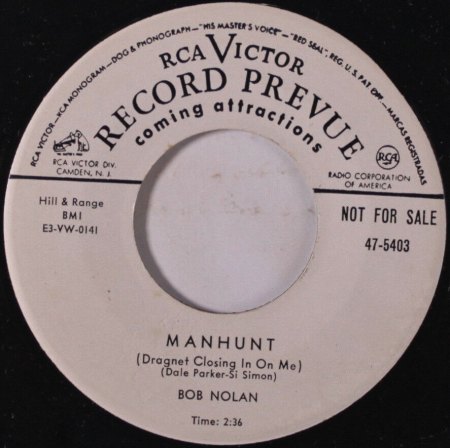 RCA VICTOR—RCA MONOGRAM—DOG & PHONOGRAPH—"HIS MASTER'S VOICE"—"RED SEAL", REG. U.S. PAT. OFF.—MARCAS REGISTRADAS
RCA VICTOR
RECORD PREVUE
coming attractions
RCA VICTOR DIV.
CAMDEN, N. J.
RCA
RADIO CORPORATION
OF AMERICA
Hill & Range
BMI
E3-VW-0141
NOT FOR SALE
47-5403
MANHUNT
(Dragnet Closing In On Me)
(Dale Parker-Si Simon)
BOB NOLAN
Time: 2:36